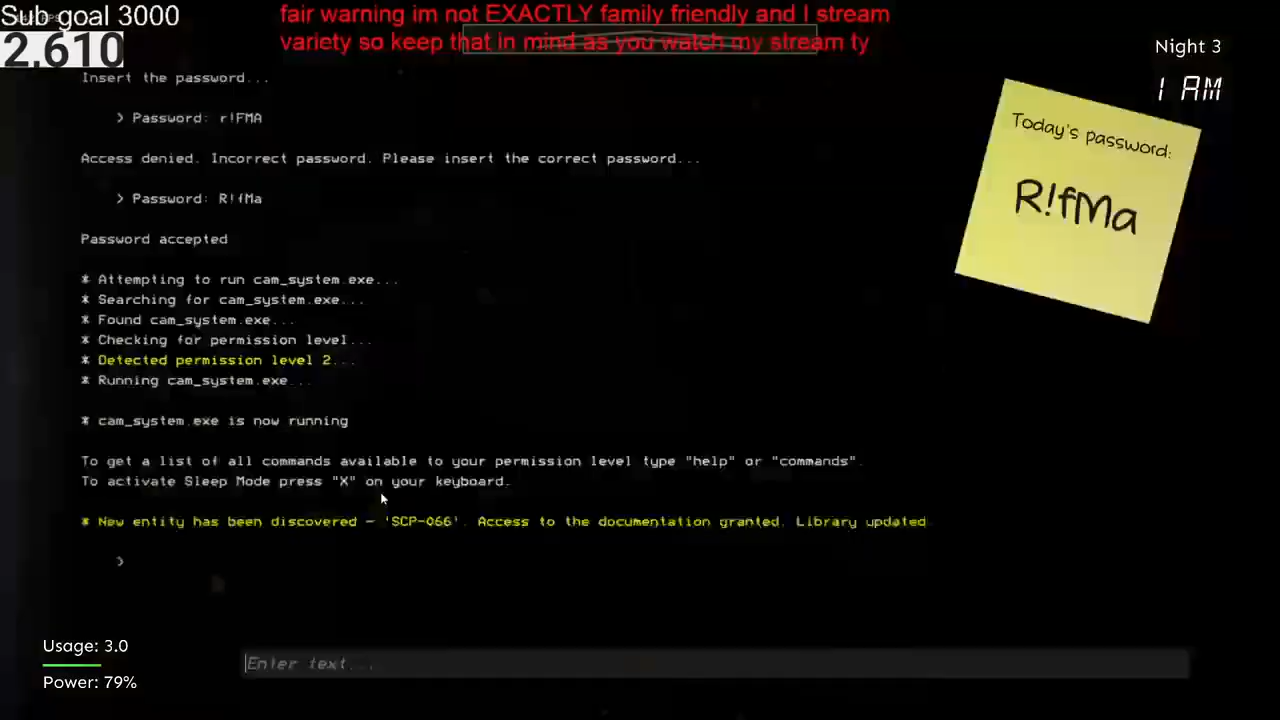 Sub goal 3000
2.610
fair warning im not EXACTLY family friendly and I stream
variety so keep that in mind as you watch my stream ty
Night 3
1 AM
Today's password:
R!fMa
Insert the password...
> Password: r!FMA
Access denied. Incorrect password. Please insert the correct password...
> Password: R!fMa
Password accepted
* Attempting to run cam_system.exe...
* Searching for cam_system.exe...
* Found cam_system.exe...
* Checking for permission level...
* Detected permission level 2...
* Running cam_system.exe...
* cam_system.exe is now running
To get a list of all commands available to your permission level type "help" or "commands".
To activate Sleep Mode press "X" on your keyboard.
* New entity has been discovered - 'SCP-066'. Access to the documentation granted. Library updated
>
Enter text...
Usage: 3.0
Power: 79%